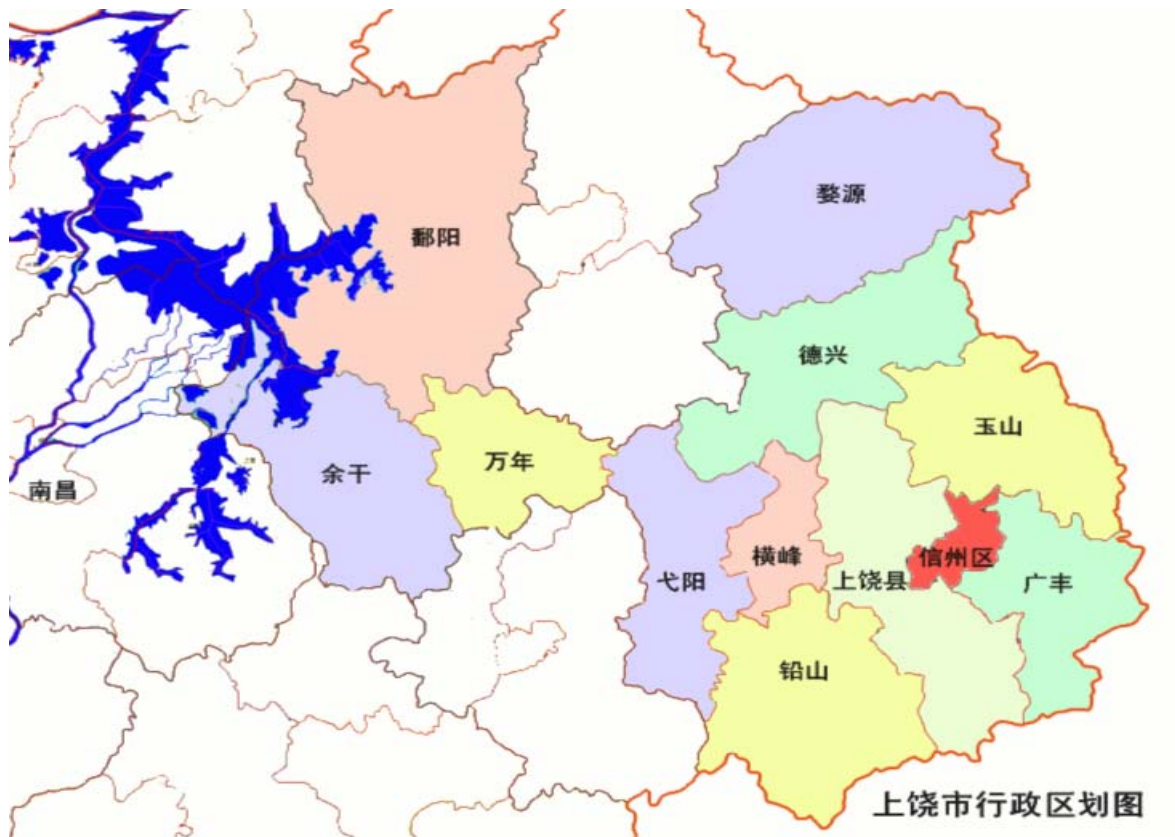 婺源
鄱阳
德兴
玉山
万年
余干
南昌
信州区
横峰
弋阳
上饶县
广丰
铅山
上饶市行政区划图